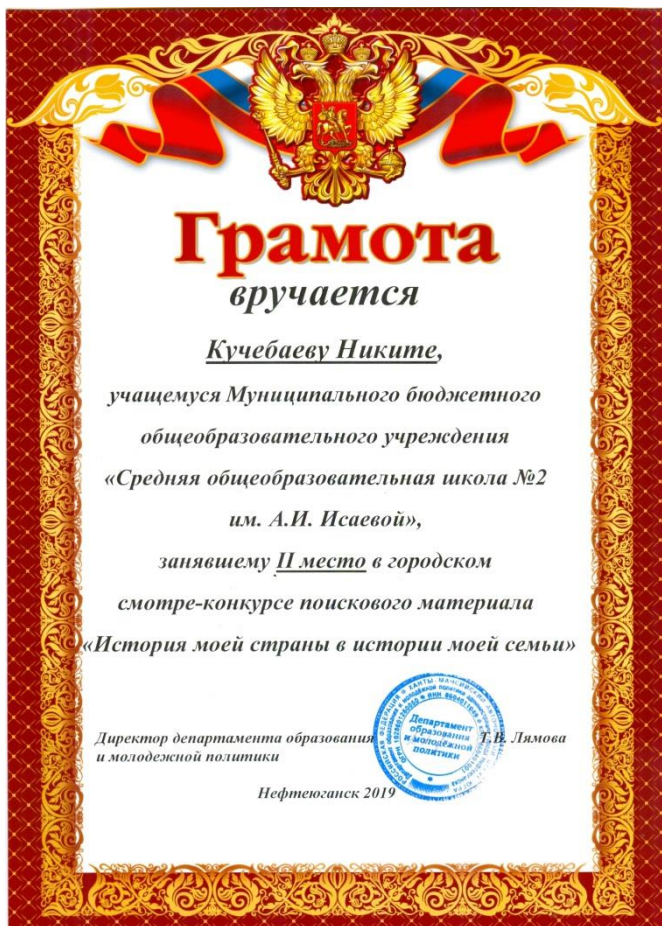 Грамота
вручается
Кучебаеву Никите,
учащемуся Муниципального бюджетного
общеобразовательного учреждения
«Средняя общеобразовательная школа №2
им. А.И. Исаевой»,
занявшему II место в городском
смотре-конкурсе поискового материала
«История моей страны в истории моей семьи»
Директор департамента образования Т.В. Лямова
и молодежной политики
Департамент
образования
и молодёжной
политики
Нефтеюганск 2019